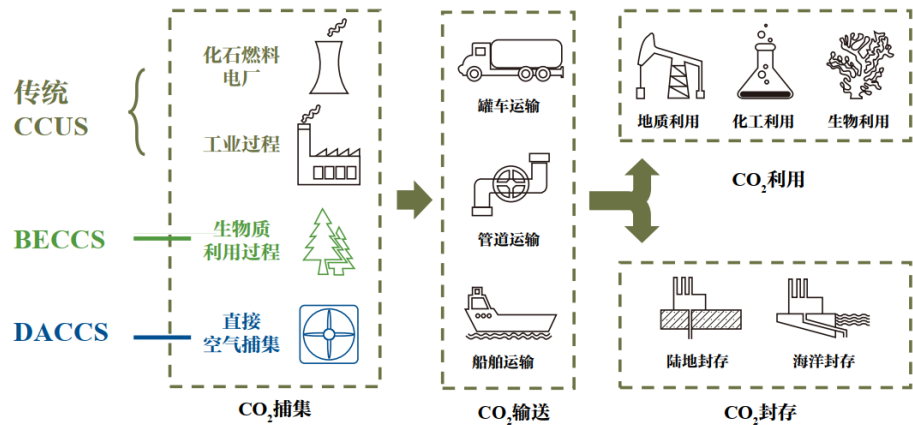 传统
CCUS
BECCS
DACCS
化石燃料
电厂
工业过程
生物质
利用过程
直接
空气捕集
CO₂捕集
罐车运输
管道运输
船舶运输
CO₂输送
地质利用 化工利用 生物利用
CO₂利用
陆地封存 海洋封存
CO₂封存